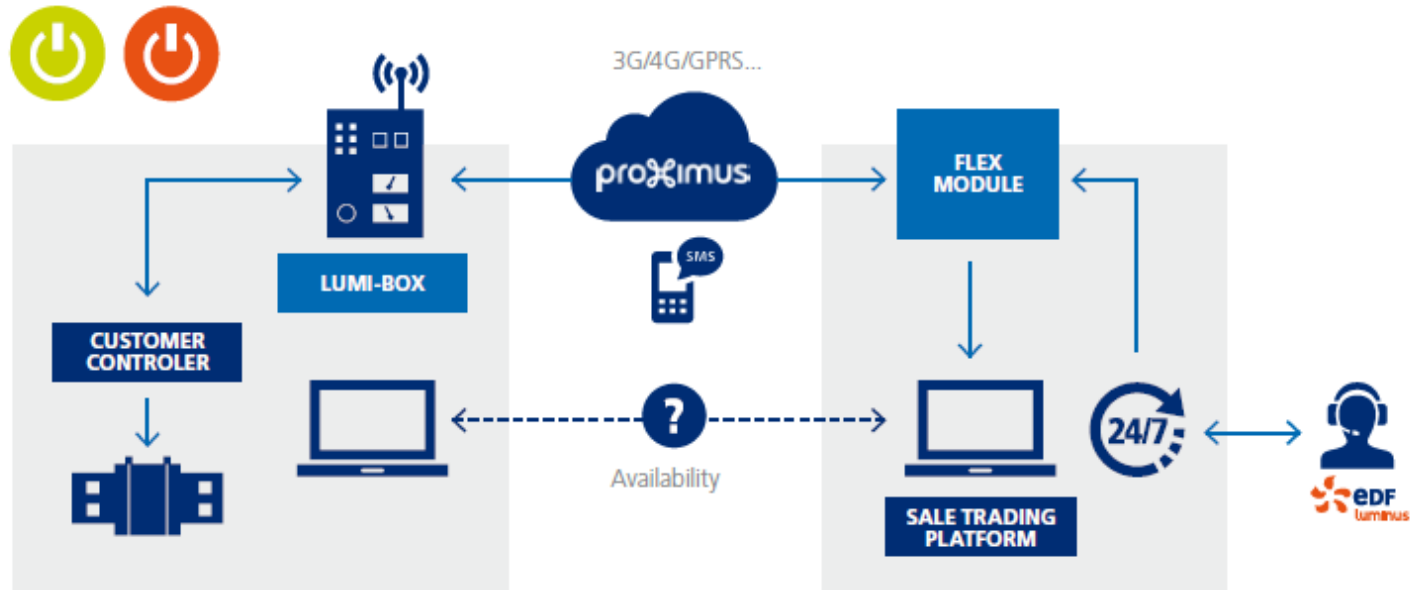 3G/4G/GPRS...
proximus
FLEX
MODULE
SMS
LUMI-BOX
CUSTOMER
CONTROLER
?
24/7
Availability
SALE TRADING
PLATFORM
eDF
luminus